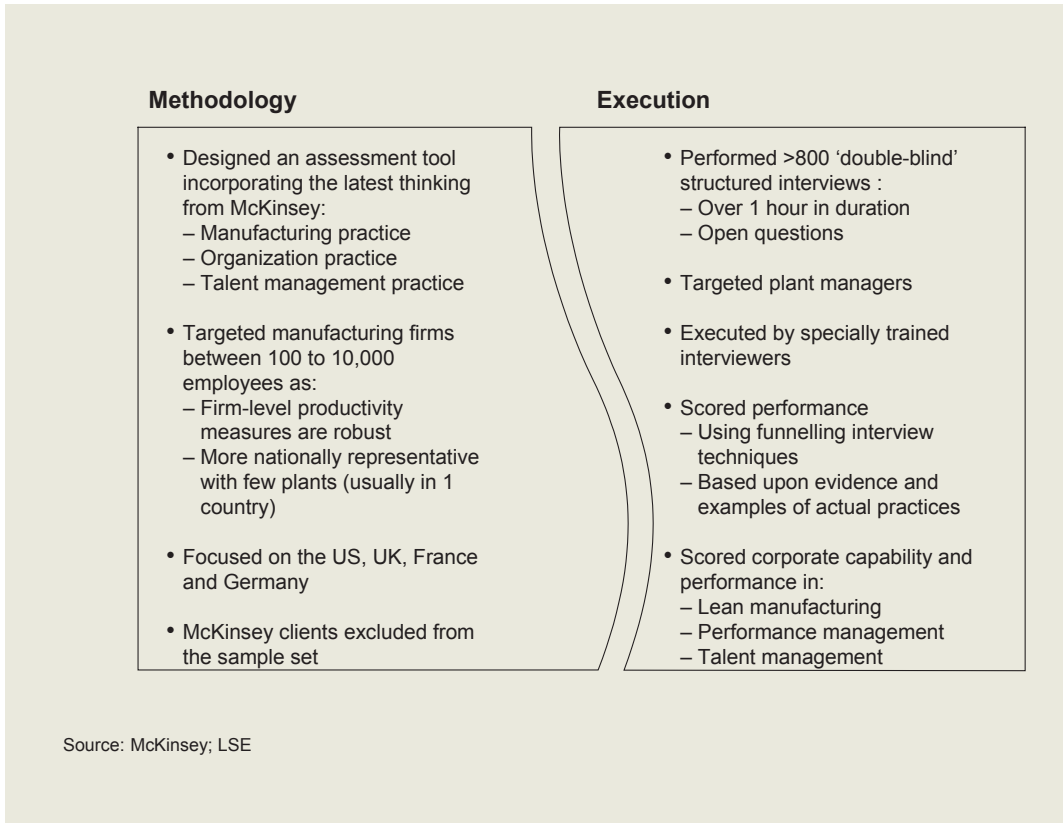 Methodology
• Designed an assessment tool
incorporating the latest thinking
from McKinsey:
– Manufacturing practice
– Organization practice
– Talent management practice
• Targeted manufacturing firms
between 100 to 10,000
employees as:
– Firm-level productivity
measures are robust
– More nationally representative
with few plants (usually in 1
country)
• Focused on the US, UK, France
and Germany
• McKinsey clients excluded from
the sample set
Execution
• Performed >800 ‘double-blind’
structured interviews :
– Over 1 hour in duration
– Open questions
• Targeted plant managers
• Executed by specially trained
interviewers
• Scored performance
– Using funnelling interview
techniques
– Based upon evidence and
examples of actual practices
• Scored corporate capability and
performance in:
– Lean manufacturing
– Performance management
– Talent management
Source: McKinsey; LSE